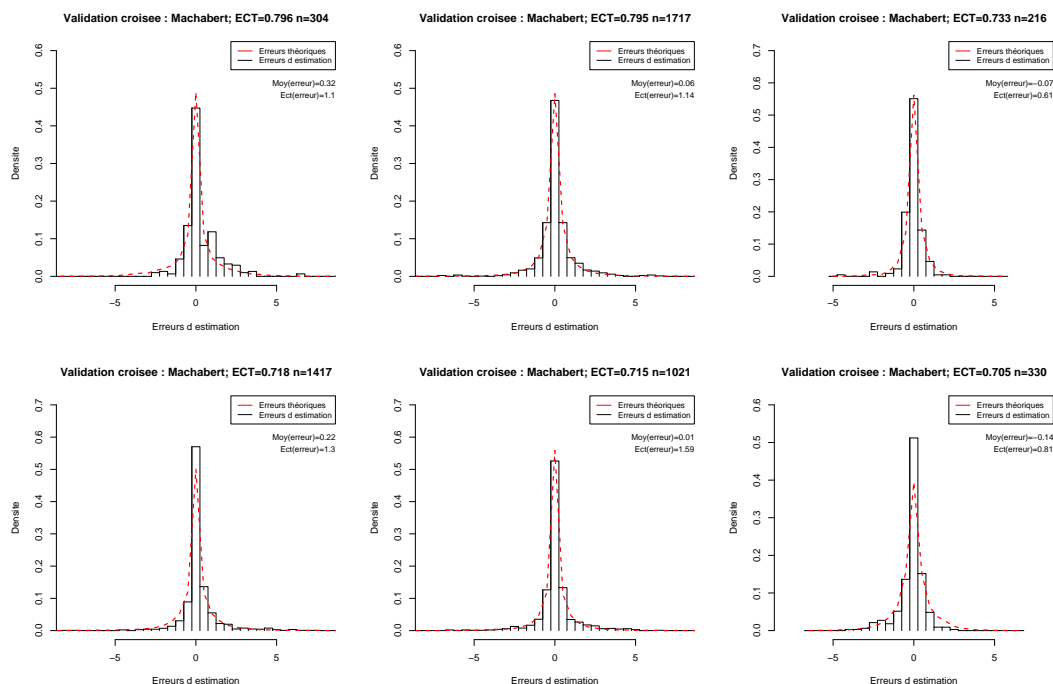 Validation croisee : Machabert; ECT=0.796 n=304
Densite
0.0 0.1 0.2 0.3 0.4 0.5 0.6
Erreurs théoriques
Erreurs d estimation
Moy(erreur)=0.32
Ect(erreur)=1.1
−5 0 5
Erreurs d estimation
Validation croisee : Machabert; ECT=0.795 n=1717
Densite
0.0 0.1 0.2 0.3 0.4 0.5 0.6
Erreurs théoriques
Erreurs d estimation
Moy(erreur)=0.06
Ect(erreur)=1.14
−5 0 5
Erreurs d estimation
Validation croisee : Machabert; ECT=0.733 n=216
Densite
0.0 0.1 0.2 0.3 0.4 0.5 0.6 0.7
Erreurs théoriques
Erreurs d estimation
Moy(erreur)=−0.07
Ect(erreur)=0.61
−5 0 5
Erreurs d estimation
Validation croisee : Machabert; ECT=0.718 n=1417
Densite
0.0 0.1 0.2 0.3 0.4 0.5 0.6 0.7
Erreurs théoriques
Erreurs d estimation
Moy(erreur)=0.22
Ect(erreur)=1.3
−5 0 5
Erreurs d estimation
Validation croisee : Machabert; ECT=0.715 n=1021
Densite
0.0 0.1 0.2 0.3 0.4 0.5 0.6 0.7
Erreurs théoriques
Erreurs d estimation
Moy(erreur)=0.01
Ect(erreur)=1.59
−5 0 5
Erreurs d estimation
Validation croisee : Machabert; ECT=0.705 n=330
Densite
0.0 0.1 0.2 0.3 0.4 0.5 0.6
Erreurs théoriques
Erreurs d estimation
Moy(erreur)=−0.14
Ect(erreur)=0.81
−5 0 5
Erreurs d estimation